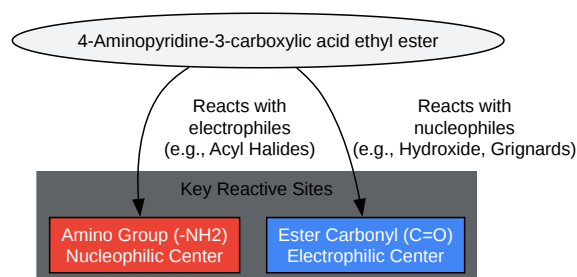 4-Aminopyridine-3-carboxylic acid ethyl ester
Reacts with
electrophiles
(e.g., Acyl Halides)
Reacts with
nucleophiles
(e.g., Hydroxide, Grignards)
Key Reactive Sites
Amino Group (-NH2)
Nucleophilic Center
Ester Carbonyl (C=O)
Electrophilic Center